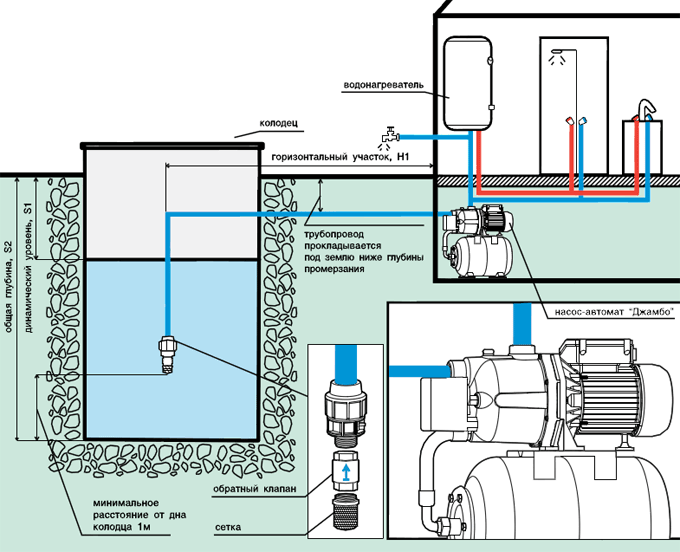 водонагреватель
колодец
горизонтальный участок, H1
трубопровод
прокладывается
под землю ниже глубины
промерзания
общая глубина, S2
динамический уровень, S1
насос-автомат "Джамбо"
обратный клапан
сетка
минимальное
расстояние от дна
колодца 1м